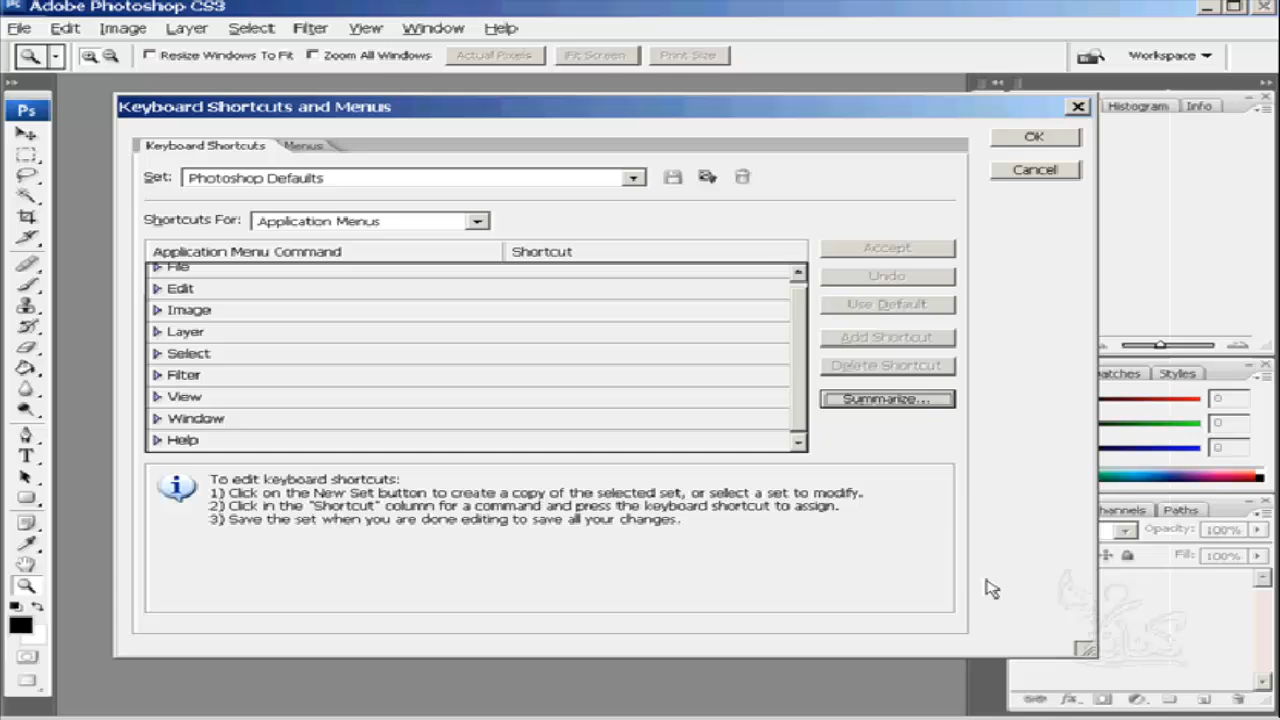 Adobe Photoshop CS3
File Edit Image Layer Select Filter View Window Help
Resize Windows To Fit Zoom All Windows Actual Pixels Fit Screen Print Size Workspace
Ps
Keyboard Shortcuts and Menus
Histogram Info
Keyboard Shortcuts Menus
OK
Set: Photoshop Defaults
Cancel
Shortcuts For: Application Menus
Application Menu Command Shortcut
Accept
File
Undo
Edit
Use Default
Image
Layer
Add Shortcut
Select
Delete Shortcut
Filter
atches Styles
View
Summarize...
0
Window
0
Help
0
To edit keyboard shortcuts:
1) Click on the New Set button to create a copy of the selected set, or select a set to modify.
2) Click in the "Shortcut" column for a command and press the keyboard shortcut to assign.
3) Save the set when you are done editing to save all your changes.
hannels Paths
Opacity: 100%
Fill: 100%